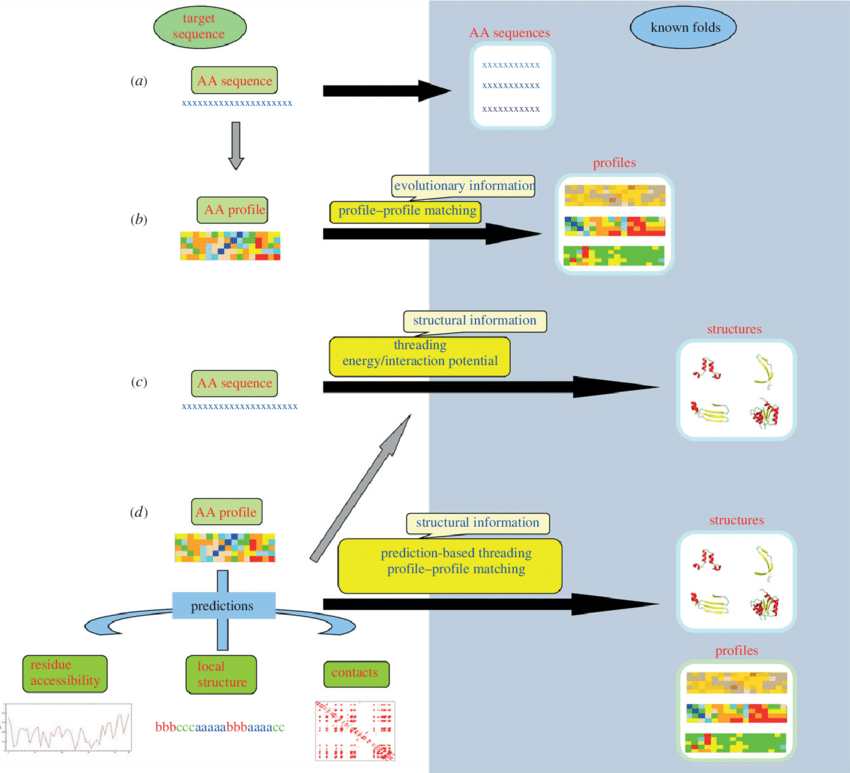 target
sequence
known folds
AA sequences
(a)
AA sequence
xxxxxxxxxxxxxxxxxxxxx
xxxxxxxxxxx
xxxxxxxxxxx
xxxxxxxxxxx
profiles
evolutionary information
(b)
AA profile
profile–profile matching
structural information
structures
threading
energy/interaction potential
(c)
AA sequence
xxxxxxxxxxxxxxxxxxxxxx
(d)
AA profile
structural information
structures
prediction-based threading
profile–profile matching
predictions
profiles
residue
accessibility
local
structure
contacts
bbbcccaaaaabbbaaaacc